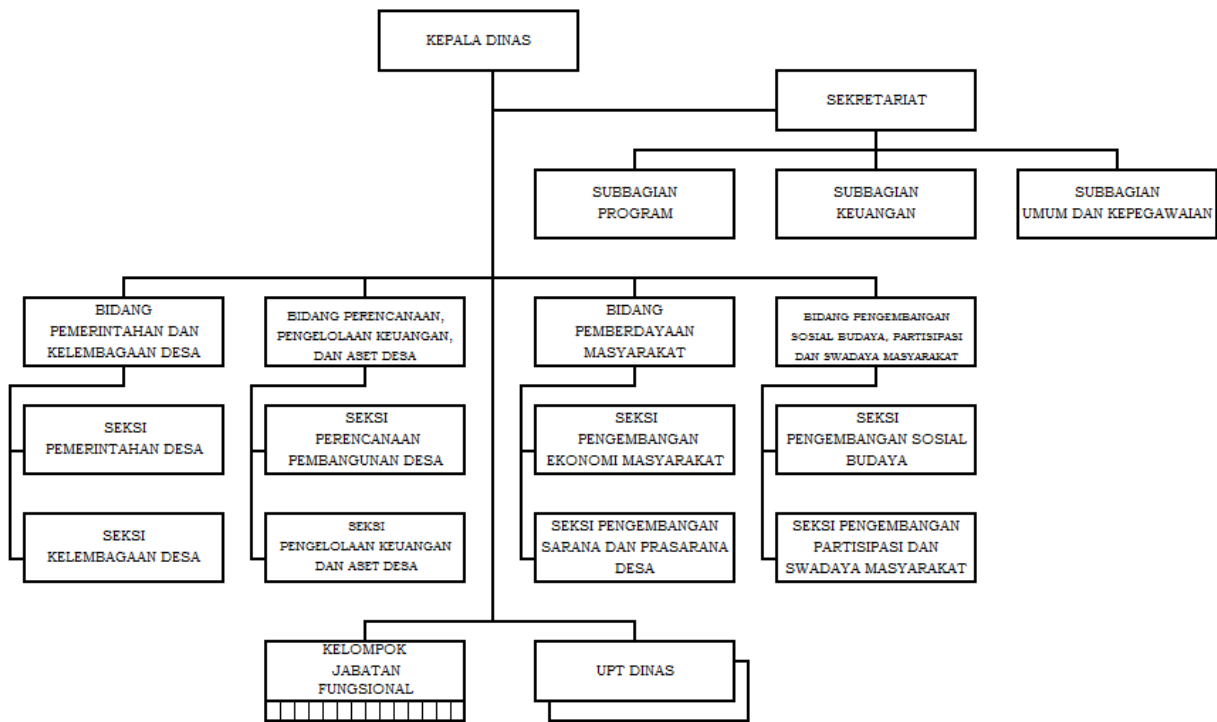 KEPALA DINAS
SEKRETARIAT
SUBBAGIAN
PROGRAM
SUBBAGIAN
KEUANGAN
SUBBAGIAN
UMUM DAN KEPEGAWAIAN
BIDANG
PEMERINTAHAN DAN
KELEMBAGAAN DESA
BIDANG PERENCANAAN,
PENGELOLAAN KEUANGAN,
DAN ASET DESA
BIDANG
PEMBERDAYAAN
MASYARAKAT
BIDANG PENGEMBANGAN
SOSIAL BUDAYA, PARTISIPASI
DAN SWADAYA MASYARAKAT
SEKSI
PEMERINTAHAN DESA
SEKSI
PERENCANAAN
PEMBANGUNAN DESA
SEKSI
PENGEMBANGAN
EKONOMI MASYARAKAT
SEKSI
PENGEMBANGAN SOSIAL
BUDAYA
SEKSI
KELEMBAGAAN DESA
SEKSI
PENGELOLAAN KEUANGAN
DAN ASET DESA
SEKSI PENGEMBANGAN
SARANA DAN PRASARANA
DESA
SEKSI PENGEMBANGAN
PARTISIPASI DAN
SWADAYA MASYARAKAT
KELOMPOK
JABATAN
FUNGSIONAL
UPT DINAS